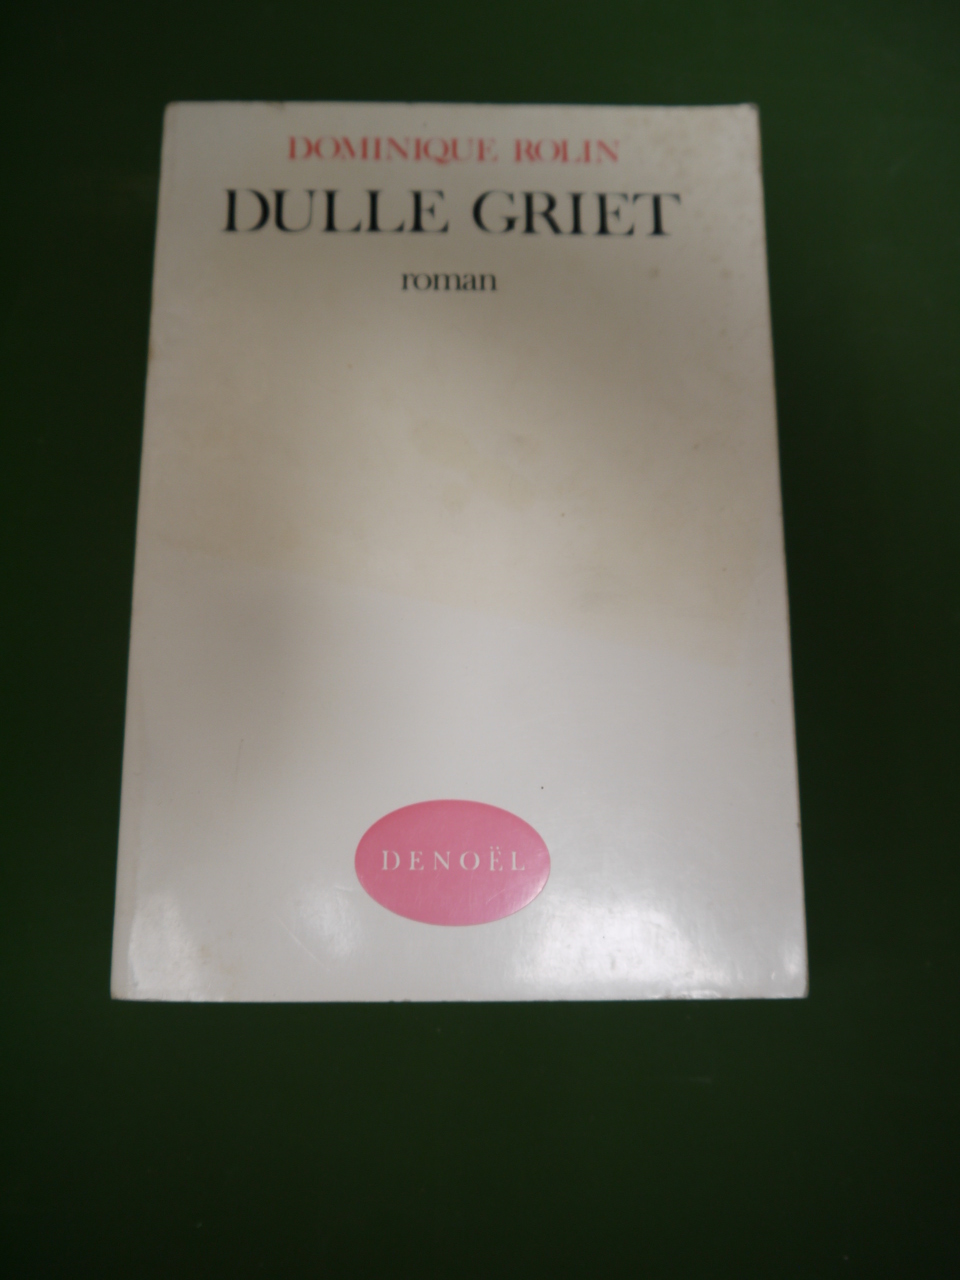 DOMINIQUE ROLIN
DULLE GRIET
roman
DENOËL